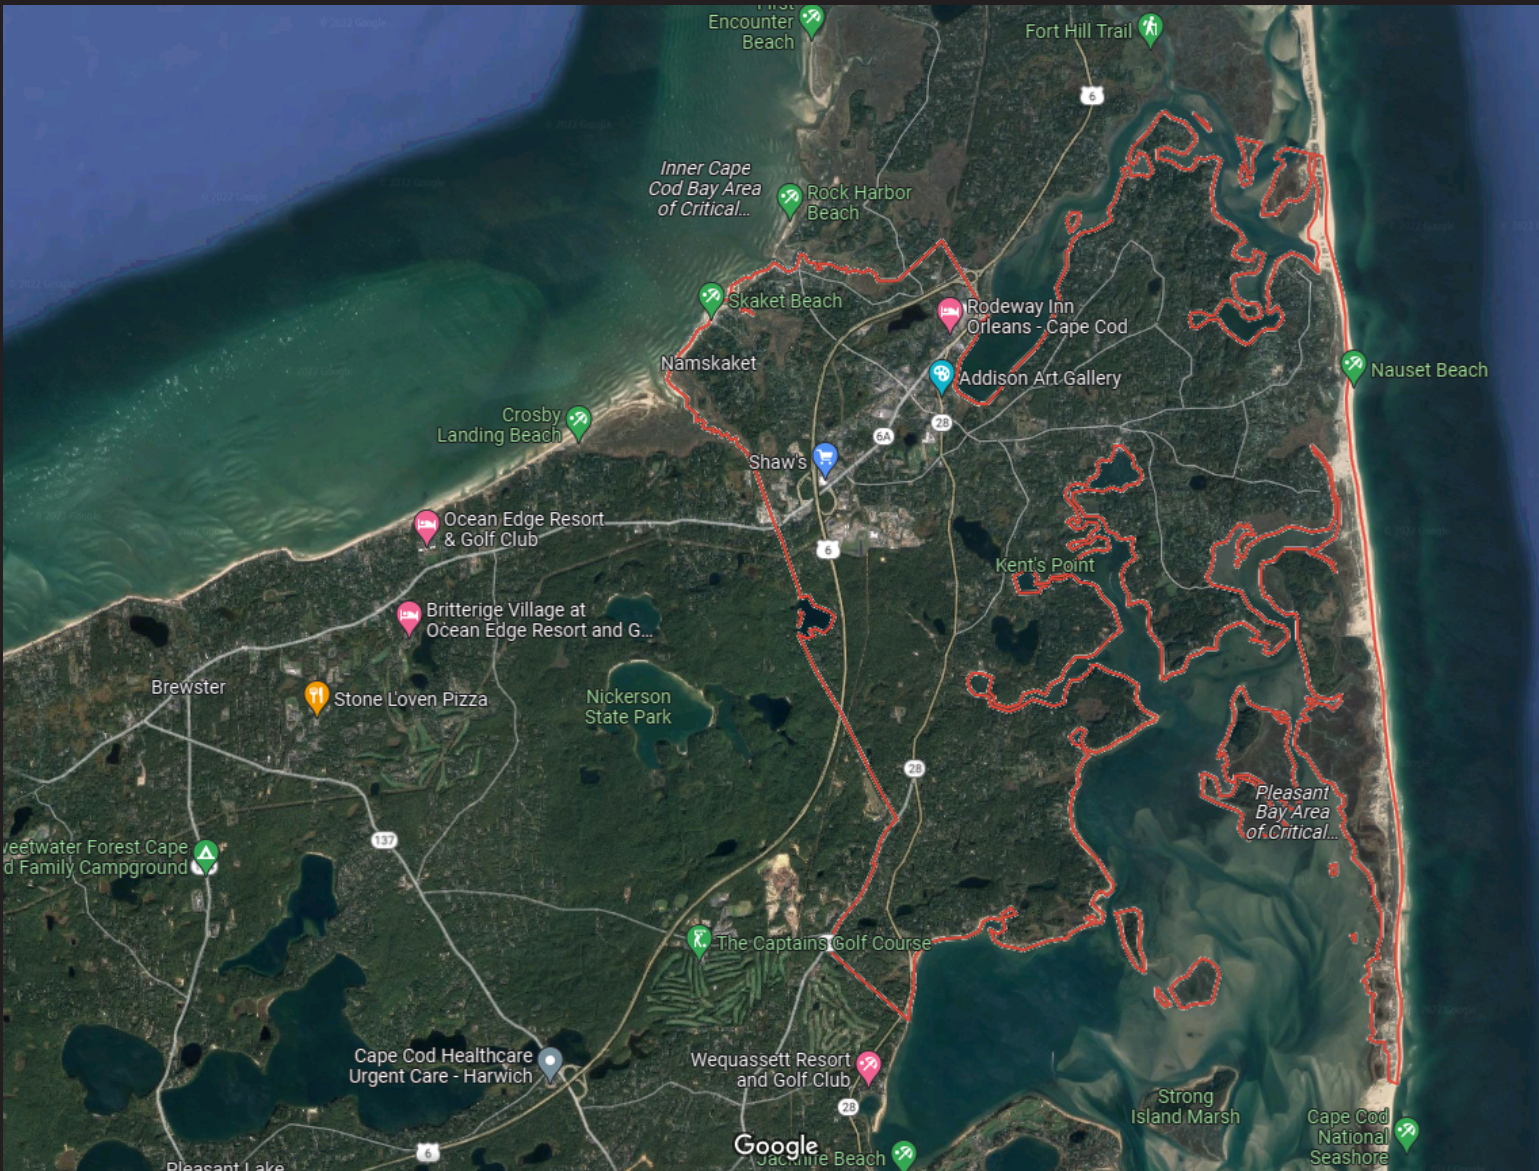 First
Encounter
Beach
Fort Hill Trail
6
Inner Cape
Cod Bay Area
of Critical...
Rock Harbor
Beach
Skaket Beach
Rodeway Inn
Orleans - Cape Cod
Namskaket
Addison Art Gallery
Nauset Beach
Crosby
Landing Beach
28
6A
Shaw's
Ocean Edge Resort
& Golf Club
6
Kent's Point
Britterige Village at
Ocean Edge Resort and G...
Brewster
Stone L'oven Pizza
Nickerson
State Park
28
Pleasant
Bay Area
of Critical...
137
weetwater Forest Cape
d Family Campground
The Captains Golf Course
Cape Cod Healthcare
Urgent Care - Harwich
Wequassett Resort
and Golf Club
28
Strong
Island Marsh
Cape Cod
National
Seashore
6
Google
Jackknife Beach
Pleasant Lake